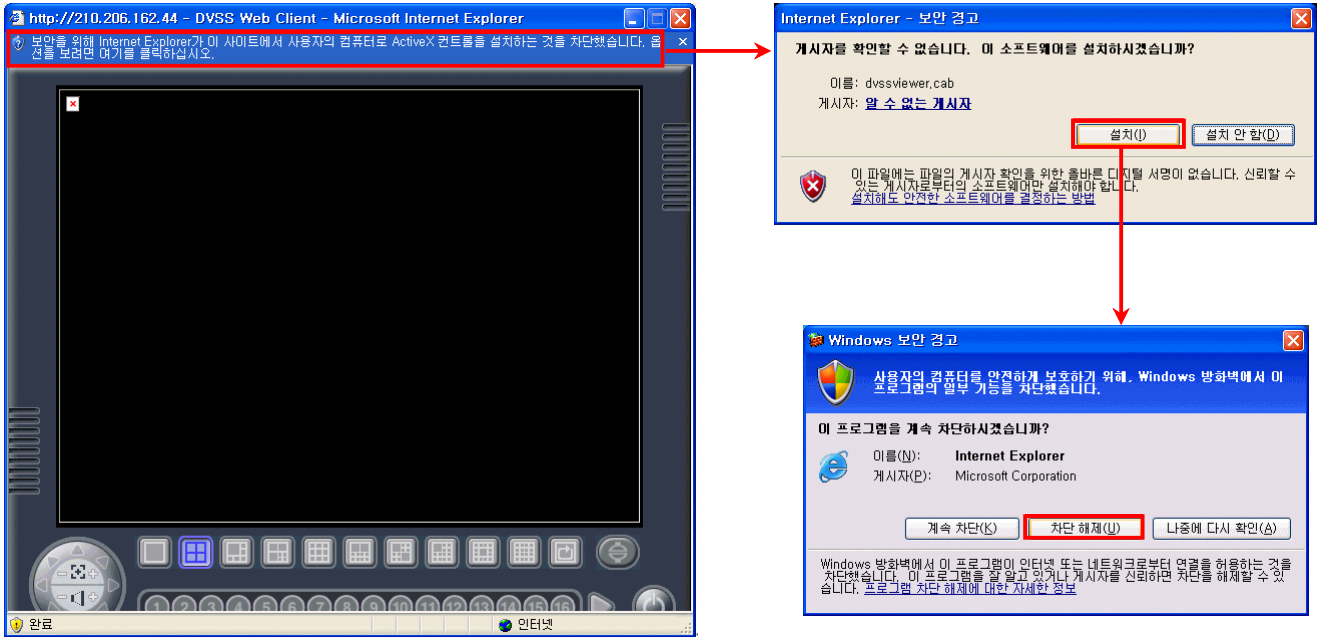 http://210.206.162.44 - DVSS Web Client - Microsoft Internet Explorer
보안을 위해 Internet Explorer가 이 사이트에서 사용자의 컴퓨터로 ActiveX 컨트롤을 설치하는 것을 차단했습니다. 옵
션을 보려면 여기를 클릭하십시오.
1 2 3 4 5 6 7 8 9 10 11 12 13 14 15 16
완료
인터넷
Internet Explorer - 보안 경고
게시자를 확인할 수 없습니다. 이 소프트웨어를 설치하시겠습니까?
이름: dvssviewer.cab
게시자: 알 수 없는 게시자
설치(I)
설치 안 함(D)
이 파일에는 파일의 게시자 확인을 위한 올바른 디지털 서명이 없습니다. 신뢰할 수
있는 게시자로부터의 소프트웨어만 설치해야 합니다.
설치해도 안전한 소프트웨어를 결정하는 방법
Windows 보안 경고
사용자의 컴퓨터를 안전하게 보호하기 위해, Windows 방화벽에서 이
프로그램의 일부 기능을 차단했습니다.
이 프로그램을 계속 차단하시겠습니까?
이름(N): Internet Explorer
게시자(P): Microsoft Corporation
계속 차단(K)
차단 해제(U)
나중에 다시 확인(A)
Windows 방화벽에서 이 프로그램이 인터넷 또는 네트워크로부터 연결을 허용하는 것을
차단했습니다. 이 프로그램을 잘 알고 있거나 게시자를 신뢰하면 차단을 해제할 수 있
습니다. 프로그램 차단 해제에 대한 자세한 정보